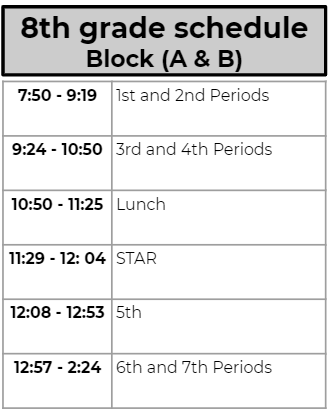 8th grade schedule
Block (A & B)
7:50 - 9:19 1st and 2nd Periods
9:24 - 10:50 3rd and 4th Periods
10:50 - 11:25 Lunch
11:29 - 12: 04 STAR
12:08 - 12:53 5th
12:57 - 2:24 6th and 7th Periods